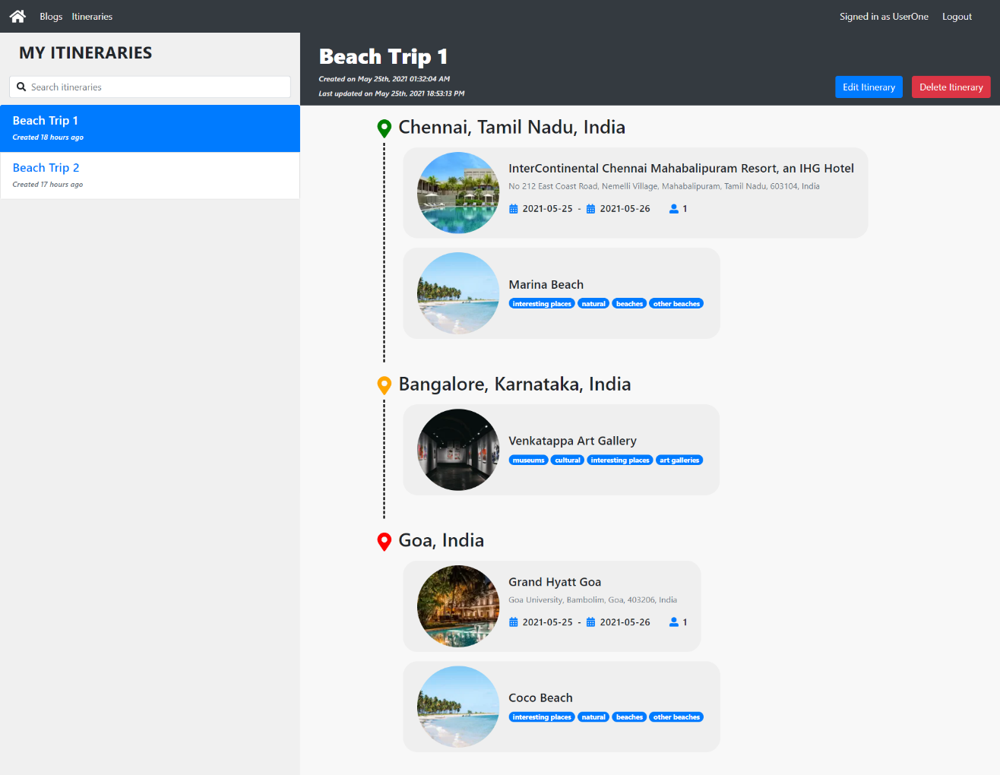 Blogs Itineraries
Signed in as UserOne Logout
MY ITINERARIES
Search itineraries
Beach Trip 1
Created 18 hours ago
Beach Trip 2
Created 17 hours ago
Beach Trip 1
Created on May 25th, 2021 01:32:04 AM
Last updated on May 25th, 2021 18:53:13 PM
Edit Itinerary Delete Itinerary
Chennai, Tamil Nadu, India
InterContinental Chennai Mahabalipuram Resort, an IHG Hotel
No 212 East Coast Road, Nemelli Village, Mahabalipuram, Tamil Nadu, 603104, India
2021-05-25 - 2021-05-26 1
Marina Beach
interesting places natural beaches other beaches
Bangalore, Karnataka, India
Venkatappa Art Gallery
museums cultural interesting places art galleries
Goa, India
Grand Hyatt Goa
Goa University, Bambolim, Goa, 403206, India
2021-05-25 - 2021-05-26 1
Coco Beach
interesting places natural beaches other beaches